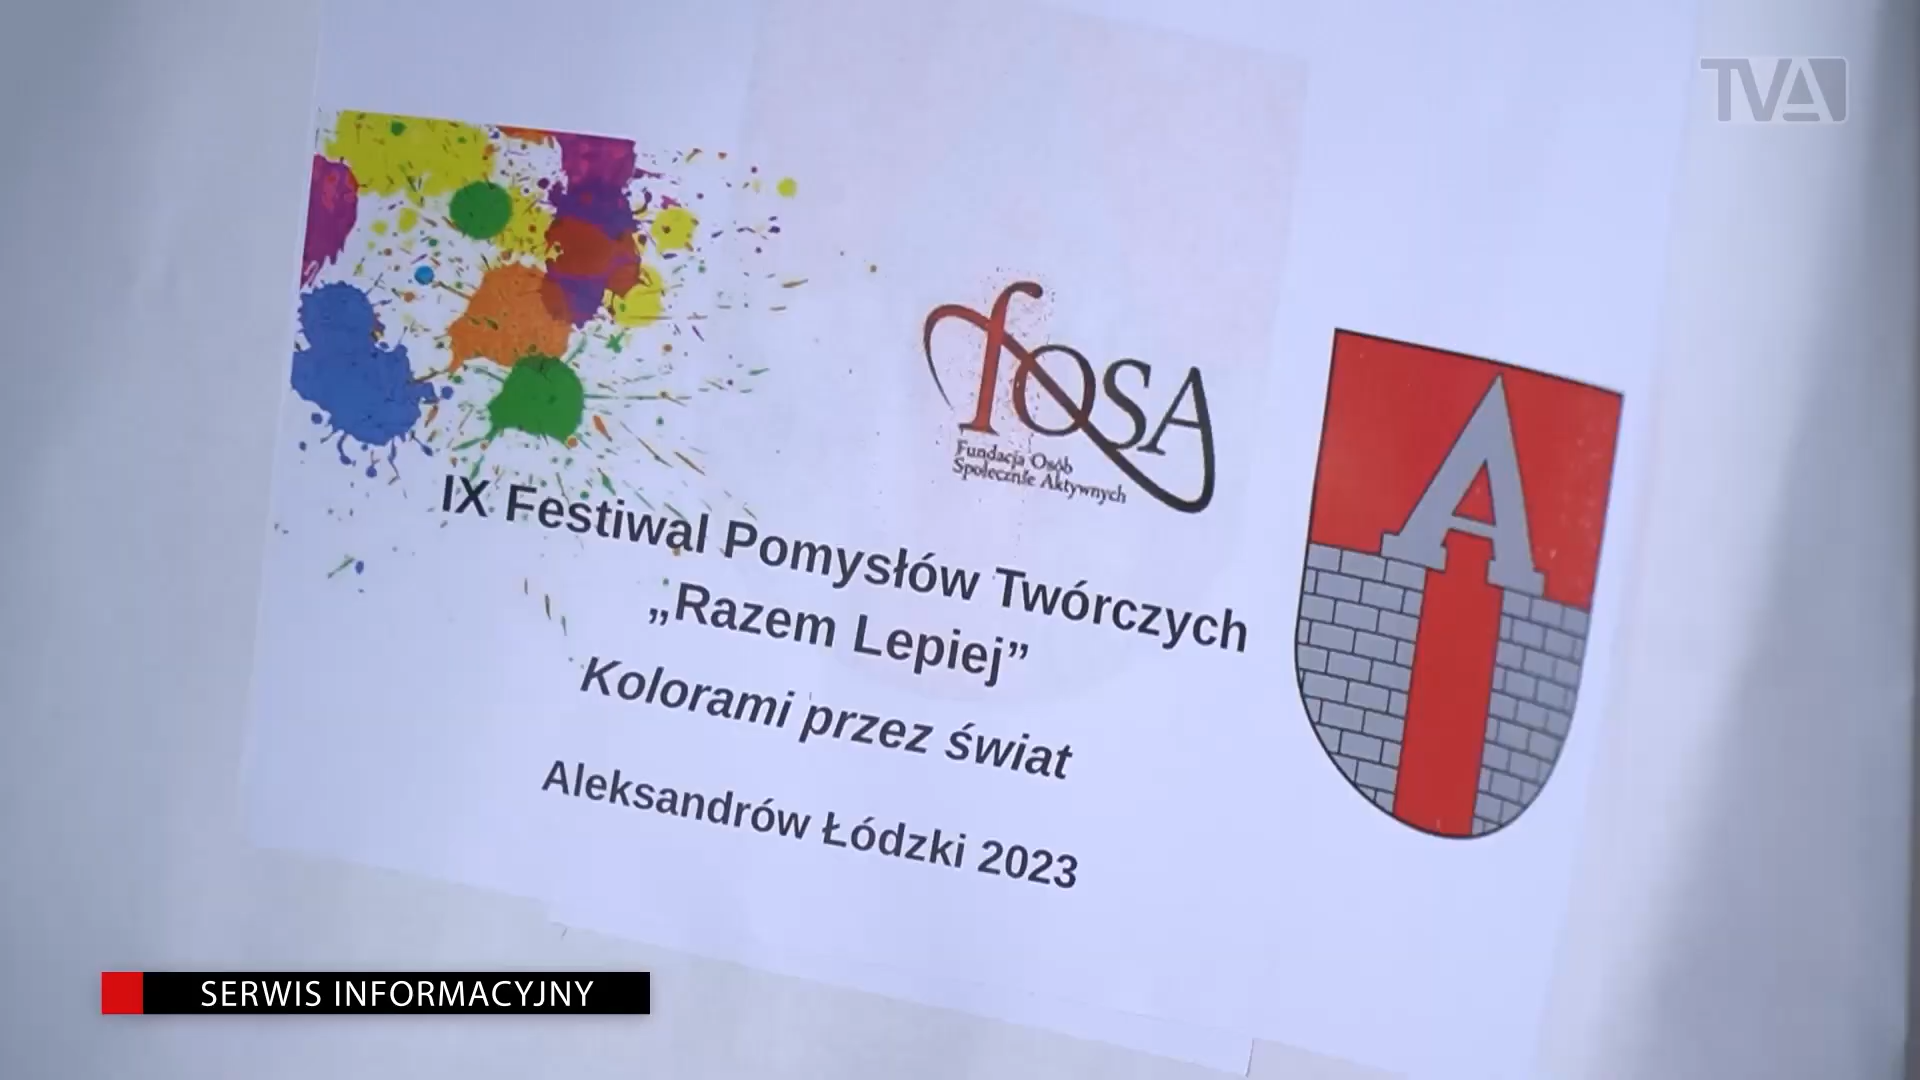 TVA
fOSA
Fundacja Osób
Społecznie Aktywnych
A
IX Festiwal Pomysłów Twórczych
„Razem Lepiej”
Kolorami przez świat
Aleksandrów Łódzki 2023
SERWIS INFORMACYJNY